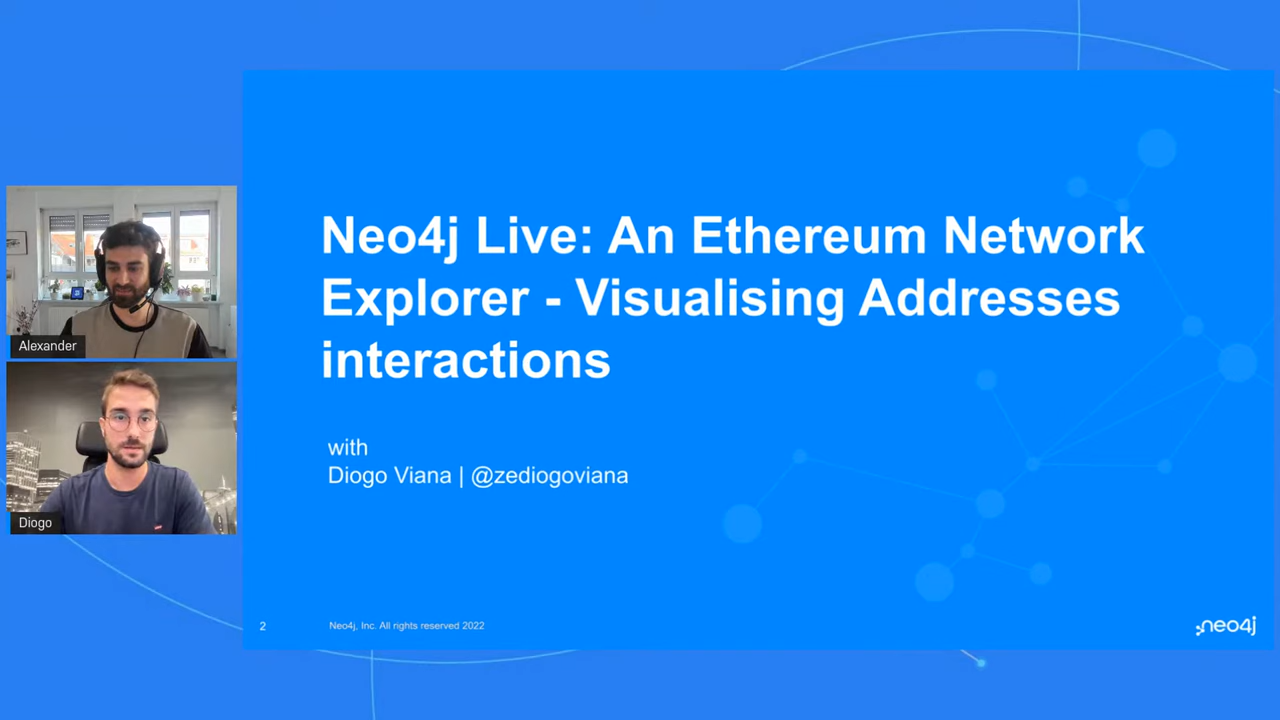 Alexander
Diogo
Neo4j Live: An Ethereum Network
Explorer - Visualising Addresses
interactions
with
Diogo Viana | @zediogoviana
2
Neo4j, Inc. All rights reserved 2022
neo4j